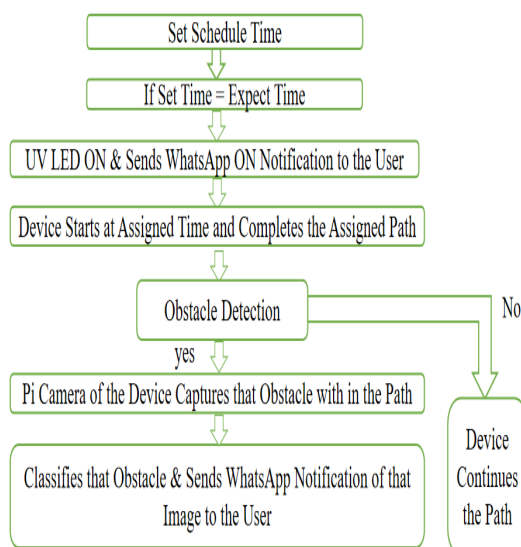 Set Schedule Time
If Set Time = Expect Time
UV LED ON & Sends WhatsApp ON Notification to the User
Device Starts at Assigned Time and Completes the Assigned Path
Obstacle Detection
No
yes
Pi Camera of the Device Captures that Obstacle with in the Path
Classifies that Obstacle & Sends WhatsApp Notification of that
Image to the User
Device
Continues
the Path